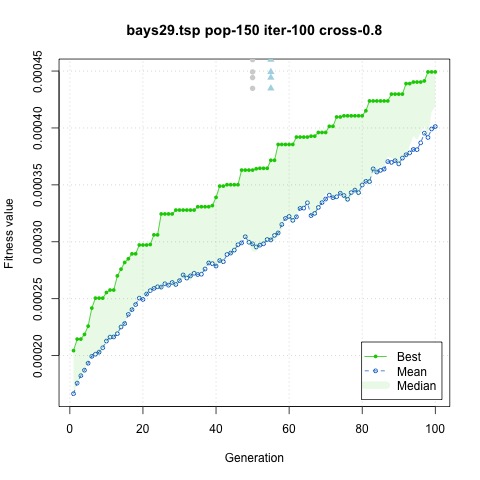 bays29.tsp pop-150 iter-100 cross-0.8
Fitness value
0.00045
0.00040
0.00035
0.00030
0.00025
0.00020
Best
Mean
Median
0 20 40 60 80 100
Generation